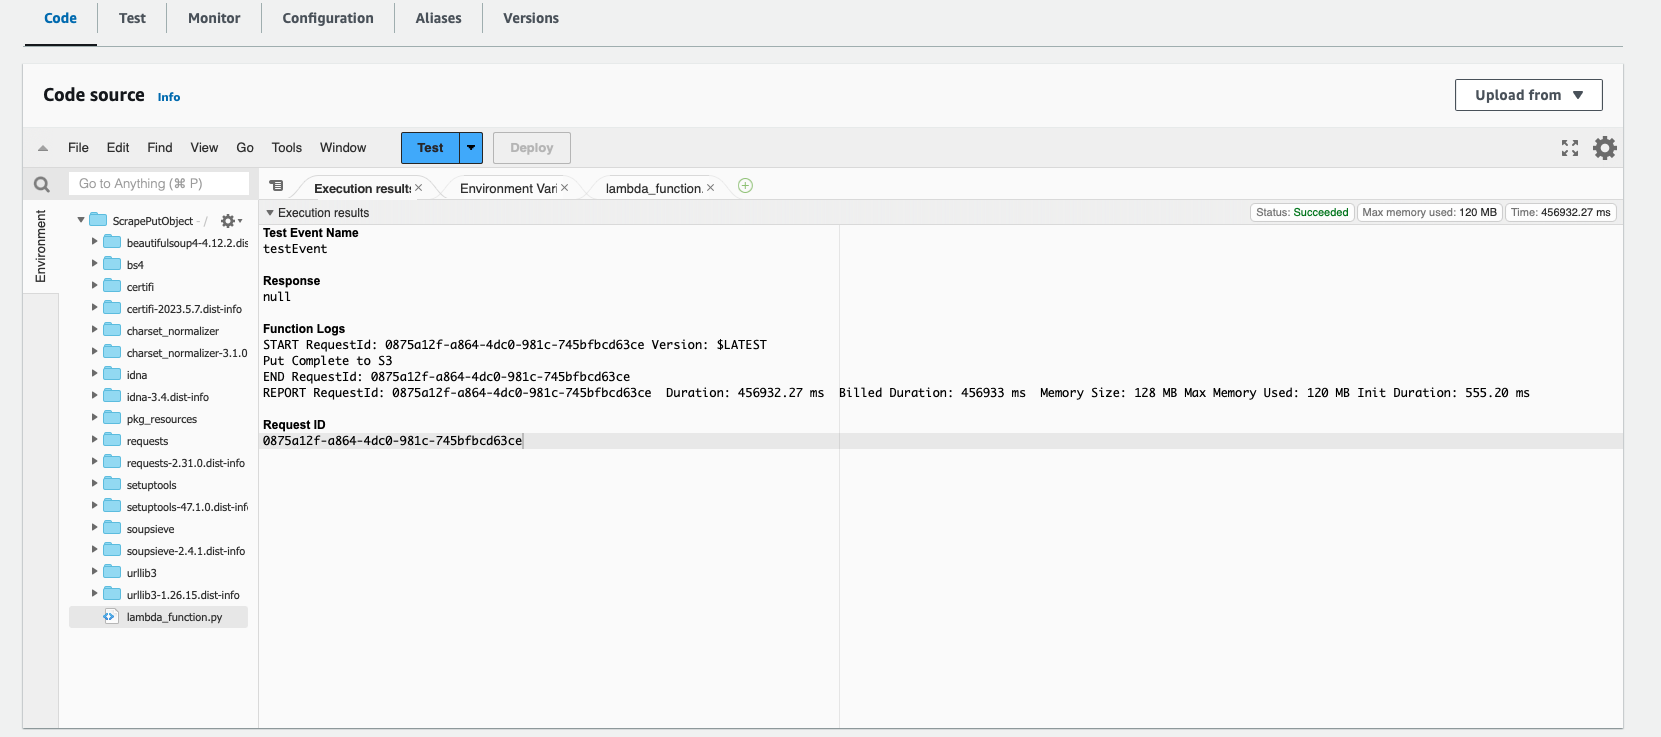 Code Test Monitor Configuration Aliases Versions
Code source Info
Upload from
File Edit Find View Go Tools Window Test Deploy
Go to Anything (⌘ P)
Execution results Environment Vari lambda_function.
Environment
ScrapePutObject - /
beautifulsoup4-4.12.2.dis
bs4
certifi
certifi-2023.5.7.dist-info
charset_normalizer
charset_normalizer-3.1.0
idna
idna-3.4.dist-info
pkg_resources
requests
requests-2.31.0.dist-info
setuptools
setuptools-47.1.0.dist-inf
soupsieve
soupsieve-2.4.1.dist-info
urllib3
urllib3-1.26.15.dist-info
lambda_function.py
Execution results Status: Succeeded Max memory used: 120 MB Time: 456932.27 ms
Test Event Name
testEvent
Response
null
Function Logs
START RequestId: 0875a12f-a864-4dc0-981c-745bfbcd63ce Version: $LATEST
Put Complete to S3
END RequestId: 0875a12f-a864-4dc0-981c-745bfbcd63ce
REPORT RequestId: 0875a12f-a864-4dc0-981c-745bfbcd63ce Duration: 456932.27 ms Billed Duration: 456933 ms Memory Size: 128 MB Max Memory Used: 120 MB Init Duration: 555.20 ms
Request ID
0875a12f-a864-4dc0-981c-745bfbcd63ce